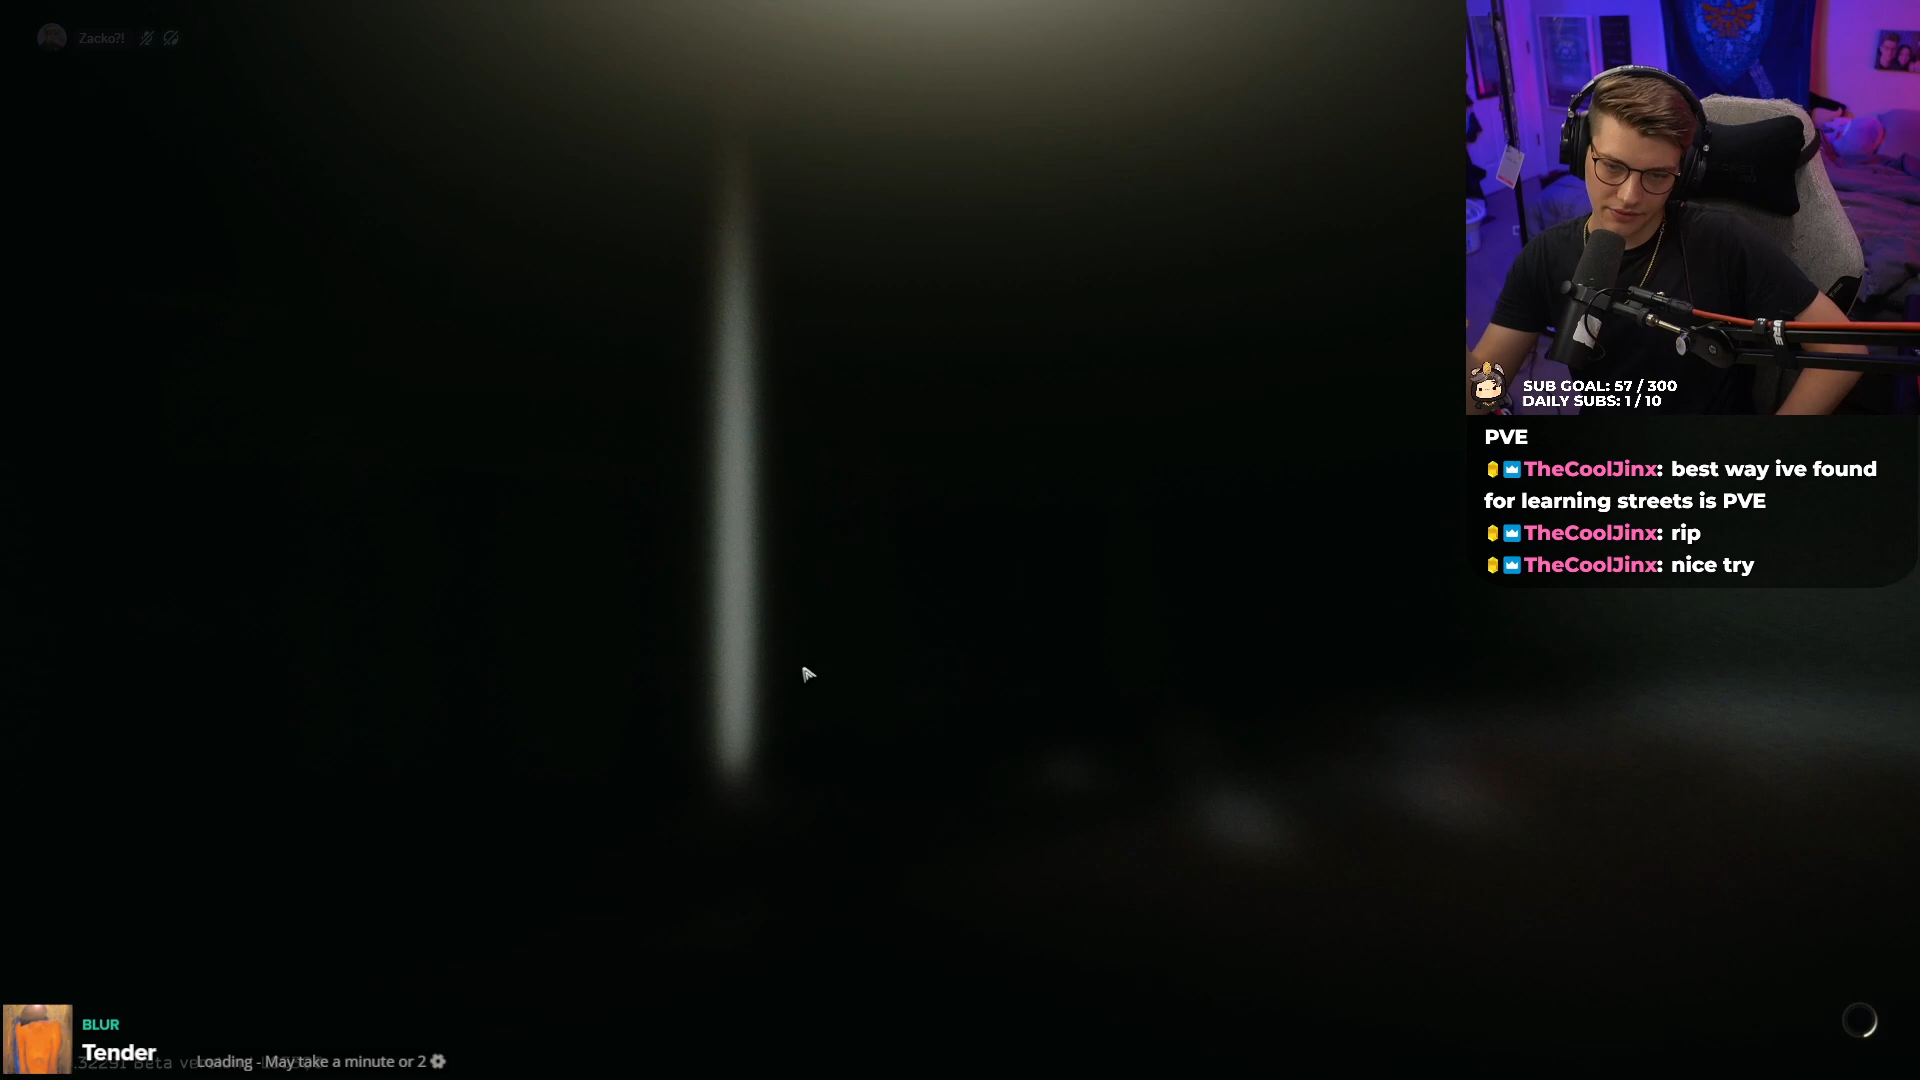 Zacko?!
SUB GOAL: 57 / 300
DAILY SUBS: 1 / 10
PVE
TheCoolJinx: best way ive found
for learning streets is PVE
TheCoolJinx: rip
TheCoolJinx: nice try
BLUR
Tender
Loading - May take a minute or 2